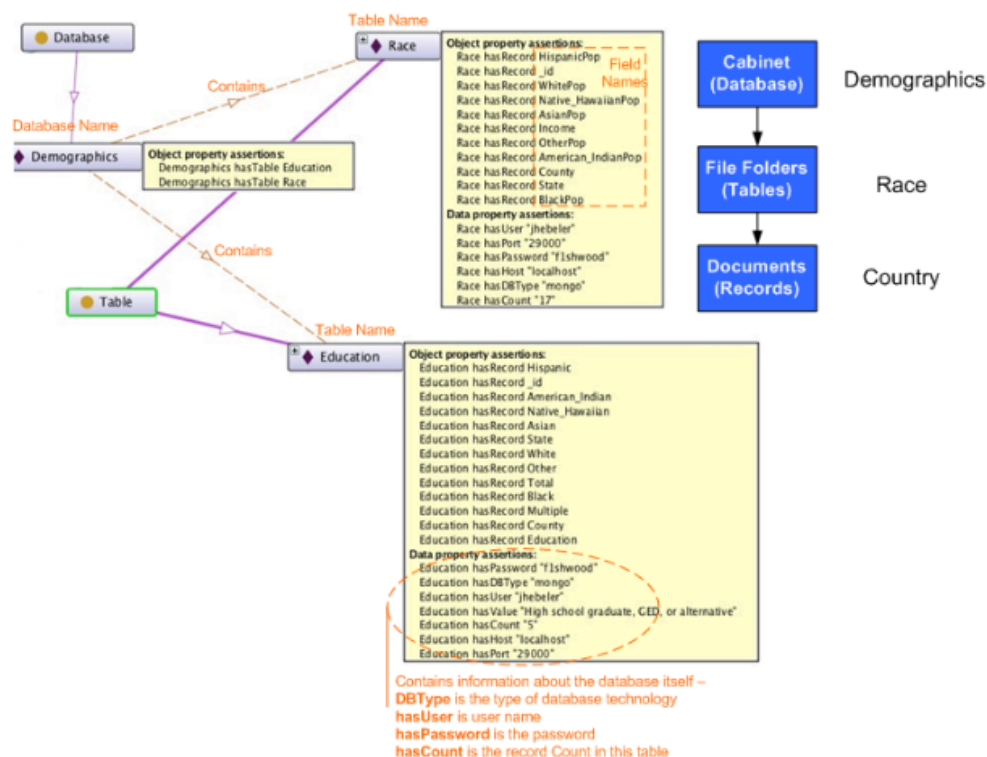 Table Name
Database
Race
Object property assertions:
Race hasRecord HispanicPop
Race hasRecord _id
Race hasRecord WhitePop
Race hasRecord Native_HawaiianPop
Race hasRecord AsianPop
Race hasRecord Income
Race hasRecord OtherPop
Race hasRecord American_IndianPop
Race hasRecord County
Race hasRecord State
Race hasRecord BlackPop
Data property assertions:
Race hasUser "jhebeler"
Race hasPort "29000"
Race hasPassword "f1shwood"
Race hasHost "localhost"
Race hasDBType "mongo"
Race hasCount "17"
Field
Names
Cabinet
(Database)
Demographics
File Folders
(Tables)
Race
Documents
(Records)
Country
Contains
Database Name
Demographics
Object property assertions:
Demographics hasTable Education
Demographics hasTable Race
Contains
Table
Table Name
Education
Object property assertions:
Education hasRecord Hispanic
Education hasRecord _id
Education hasRecord American_Indian
Education hasRecord Native_Hawaiian
Education hasRecord Asian
Education hasRecord State
Education hasRecord White
Education hasRecord Other
Education hasRecord Total
Education hasRecord Black
Education hasRecord Multiple
Education hasRecord County
Education hasRecord Education
Data property assertions:
Education hasPassword "f1shwood"
Education hasDBType "mongo"
Education hasUser "jhebeler"
Education hasValue "High school graduate, GED, or alternative"
Education hasCount "5"
Education hasHost "localhost"
Education hasPort "29000"
Contains information about the database itself –
DBType is the type of database technology
hasUser is user name
hasPassword is the password
hasCount is the record Count in this table